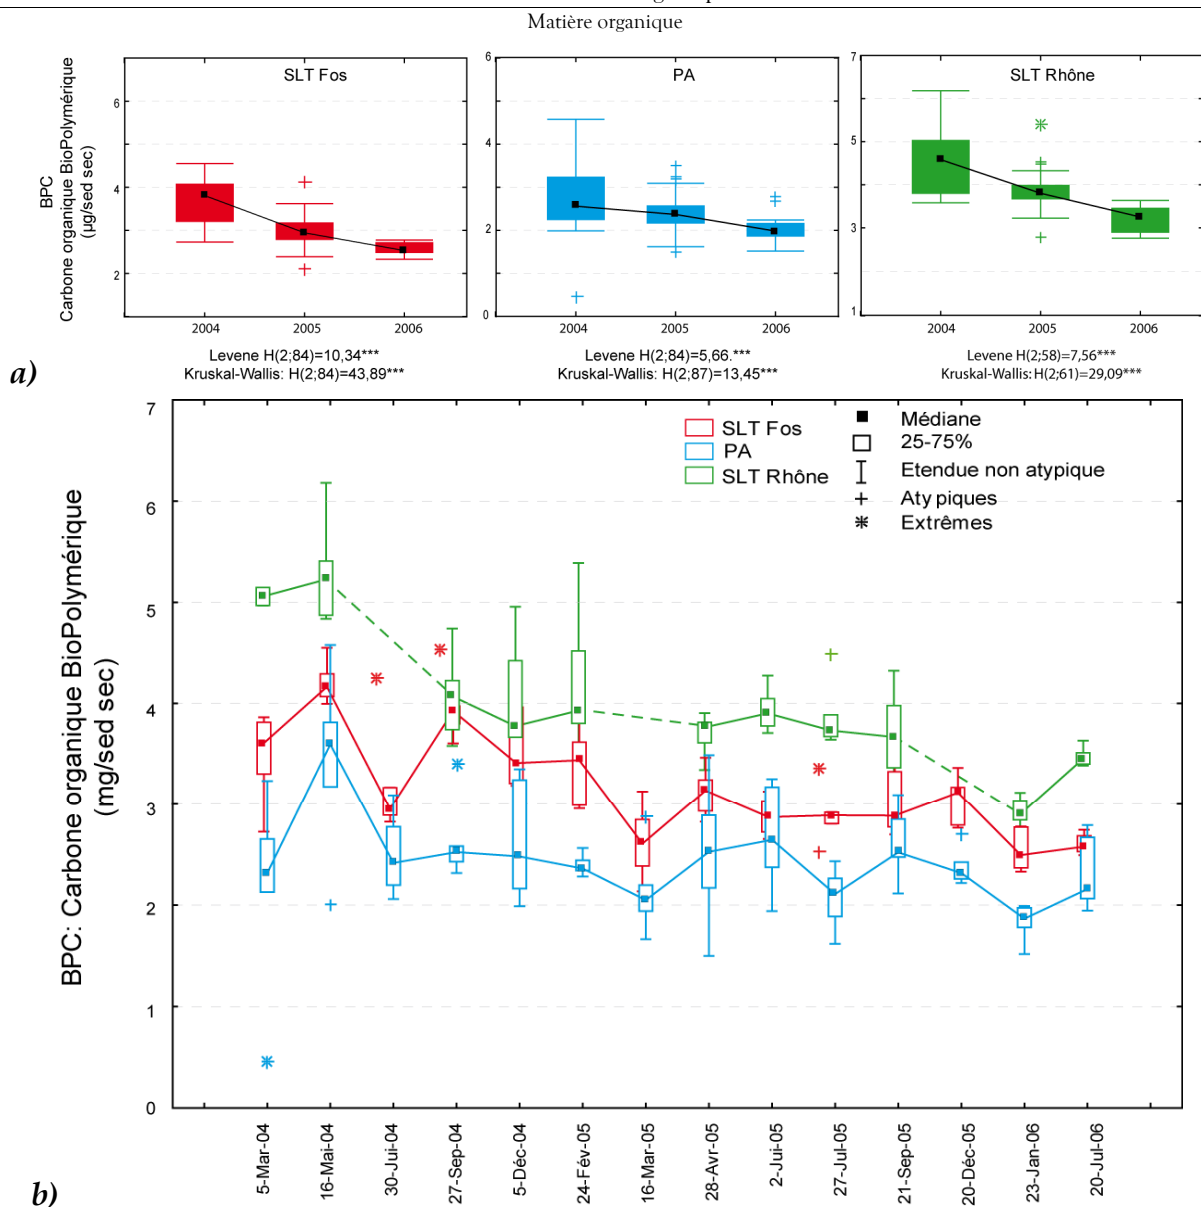 Matière organique
SLT Fos
PA
SLT Rhône
BPC
Carbone organique BioPolymérique
(µg/sed sec)
6
4
2
6
4
2
0
7
5
3
1
2004
2005
2006
2004
2005
2006
2004
2005
2006
Levene H(2;84)=10,34***
Kruskal-Wallis: H(2;84)=43,89***
Levene H(2;84)=5,66.***
Kruskal-Wallis: H(2;87)=13,45***
Levene H(2;58)=7,56***
Kruskal-Wallis: H(2;61)=29,09***
a)
BPC: Carbone organique BioPolymérique
(mg/sed sec)
7
6
5
4
3
2
1
0
SLT Fos
PA
SLT Rhône
Médiane
25-75%
Etendue non atypique
Atypiques
Extrêmes
5-Mar-04
16-Mai-04
30-Jui-04
27-Sep-04
5-Déc-04
24-Fév-05
16-Mar-05
28-Avr-05
2-Jui-05
27-Jul-05
21-Sep-05
20-Déc-05
23-Jan-06
20-Jul-06
b)